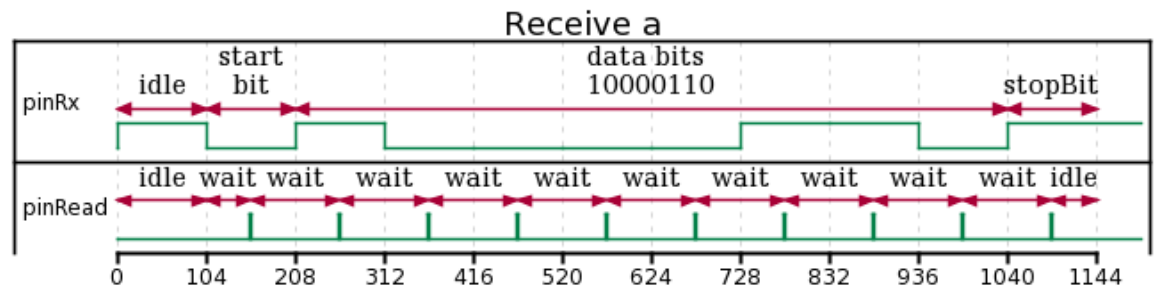 Receive a
start data bits
idle bit 10000110 stopBit
pinRx
idle wait wait wait wait wait wait wait wait wait wait idle
pinRead
0 104 208 312 416 520 624 728 832 936 1040 1144